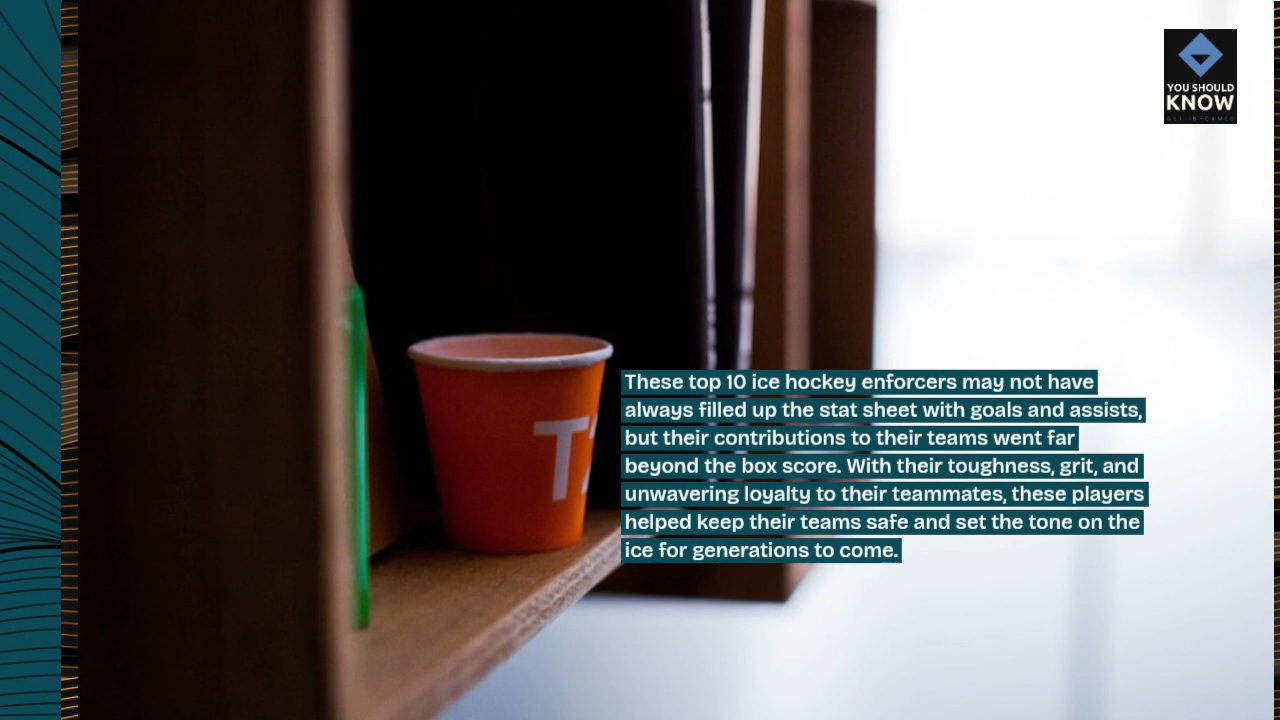 YOU SHOULD
KNOW
GET INFORMED
These top 10 ice hockey enforcers may not have
always filled up the stat sheet with goals and assists,
but their contributions to their teams went far
beyond the box score. With their toughness, grit, and
unwavering loyalty to their teammates, these players
helped keep their teams safe and set the tone on the
ice for generations to come.